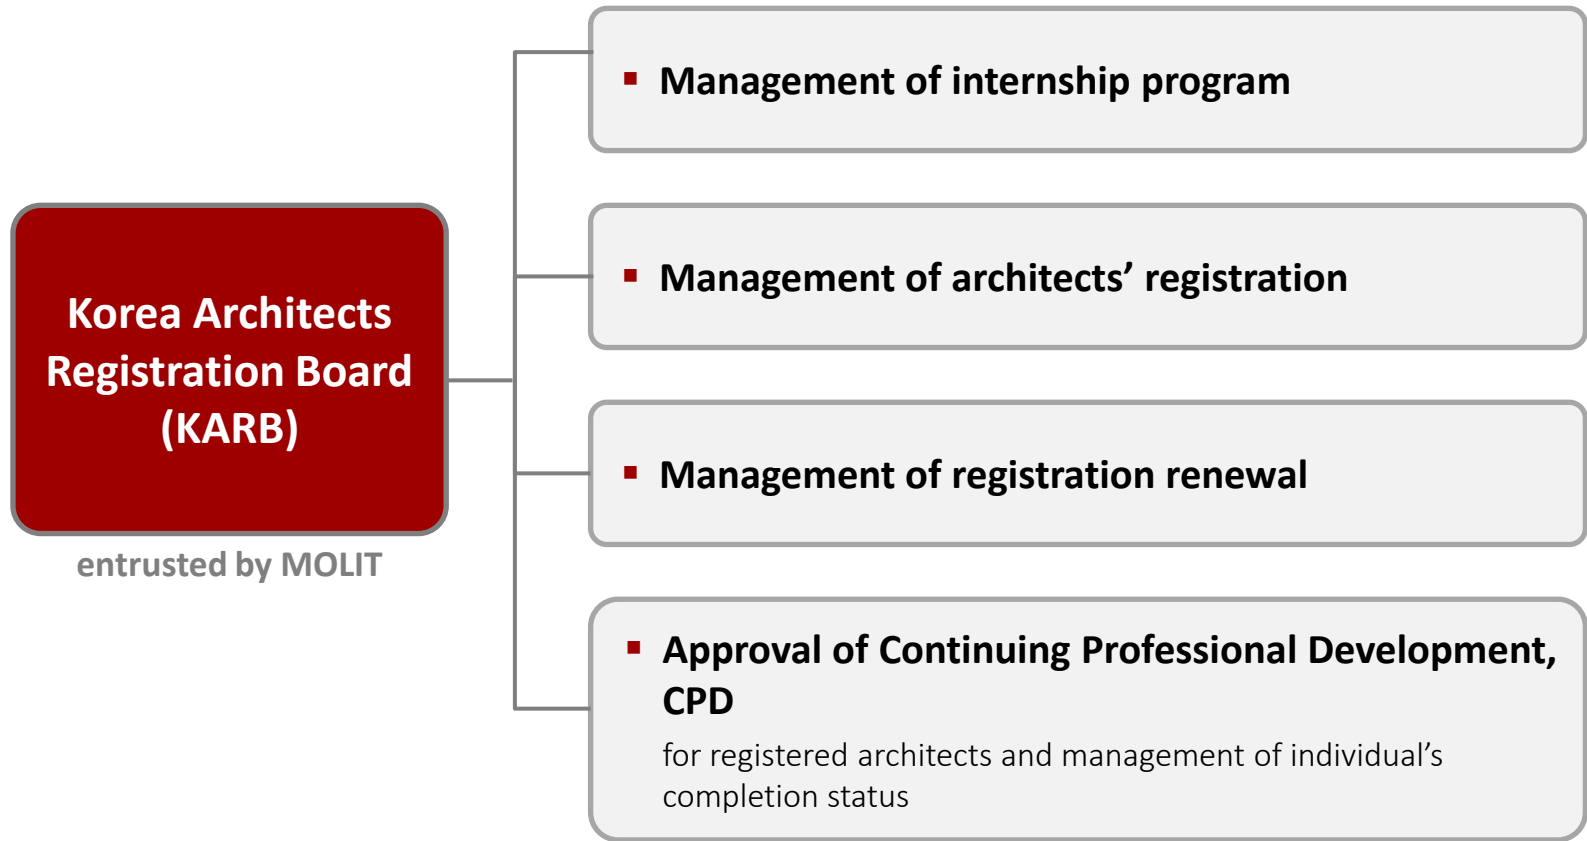 Korea Architects
Registration Board
(KARB)
entrusted by MOLIT
▪ Management of internship program
▪ Management of architects’ registration
▪ Management of registration renewal
▪ Approval of Continuing Professional Development,
CPD
for registered architects and management of individual’s
completion status